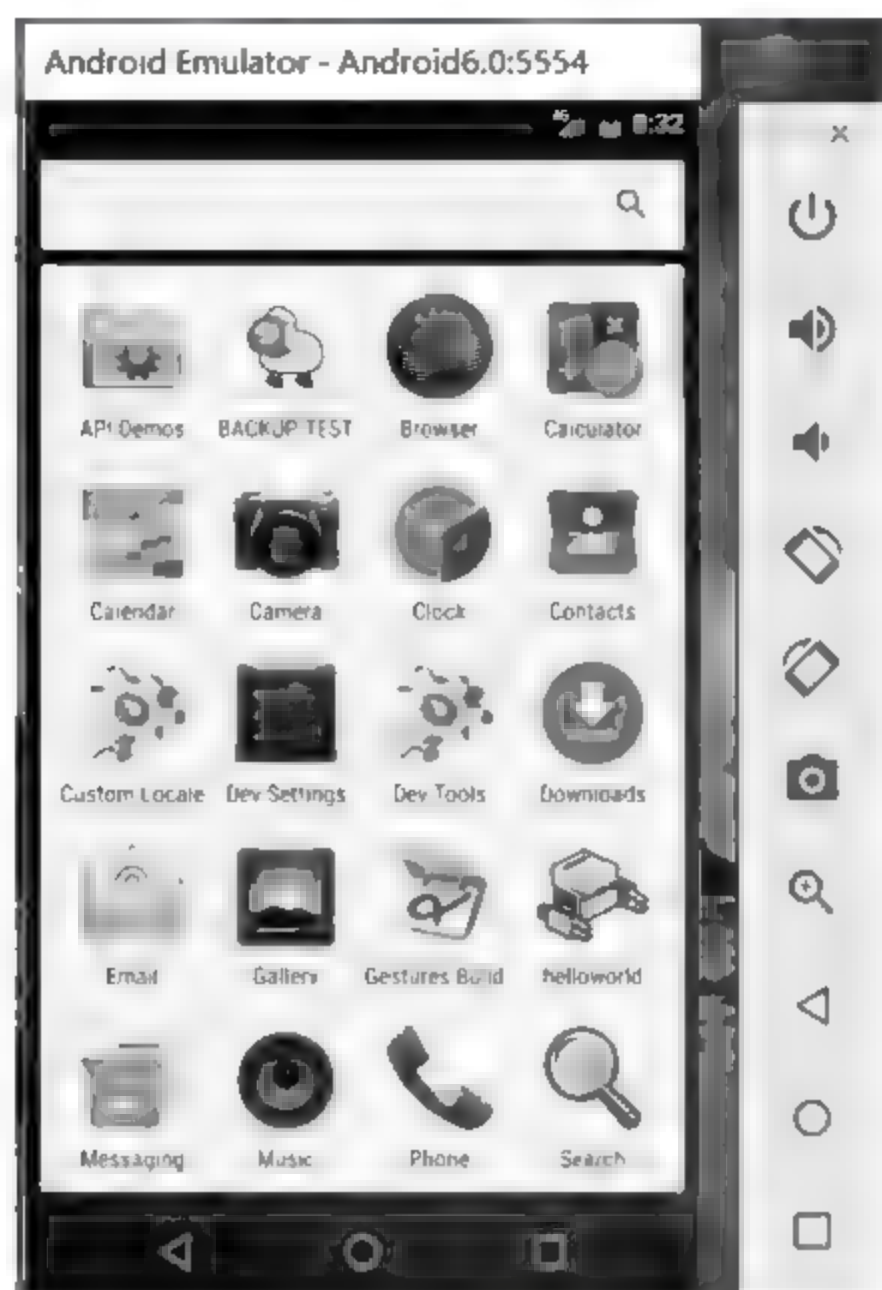 Android Emulator - Android6.0:5554
4G 8:32
API Demos BACKUP TEST Browser Calculator
Calendar Camera Clock Contacts
Custom Locale Dev Settings Dev Tools Downloads
Email Gallery Gestures Build helloworld
Messaging Music Phone Search